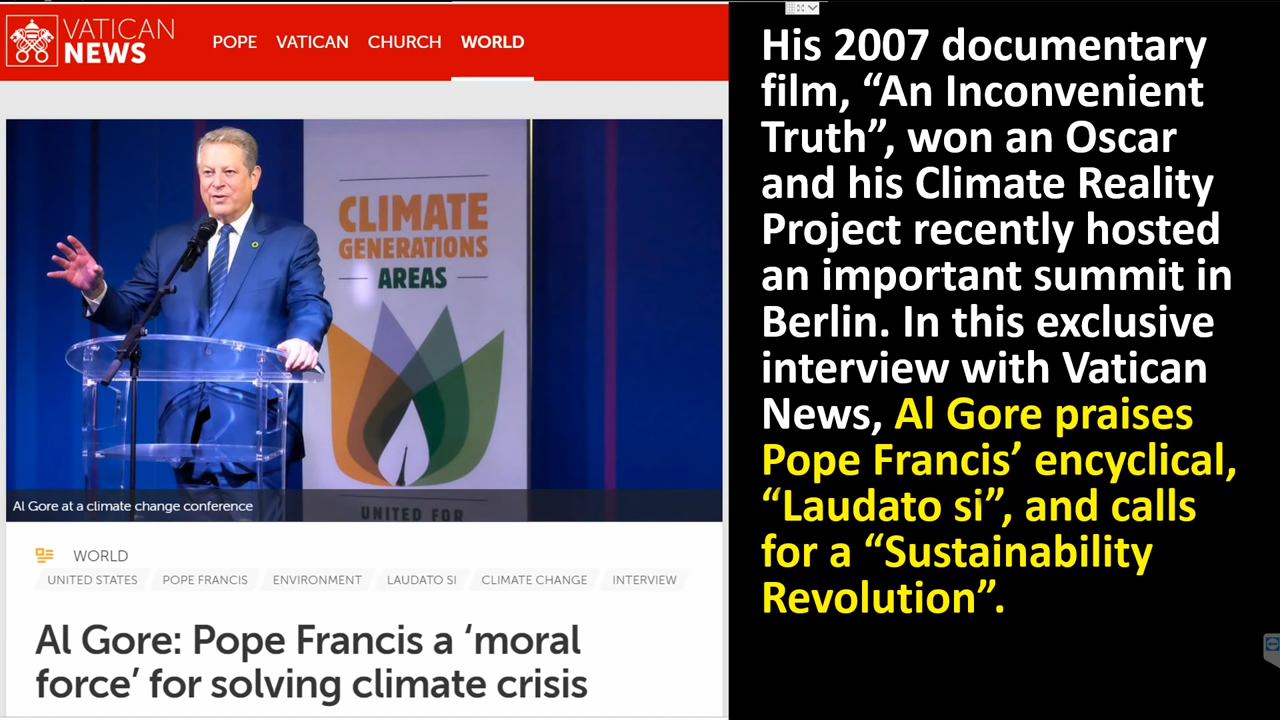 VATICAN
NEWS
POPE VATICAN CHURCH WORLD
CLIMATE
GENERATIONS
AREAS
UNITED FOR
Al Gore at a climate change conference
WORLD
UNITED STATES POPE FRANCIS ENVIRONMENT LAUDATO SI CLIMATE CHANGE INTERVIEW
Al Gore: Pope Francis a ‘moral
force’ for solving climate crisis
His 2007 documentary
film, “An Inconvenient
Truth”, won an Oscar
and his Climate Reality
Project recently hosted
an important summit in
Berlin. In this exclusive
interview with Vatican
News, Al Gore praises
Pope Francis’ encyclical,
“Laudato si”, and calls
for a “Sustainability
Revolution”.